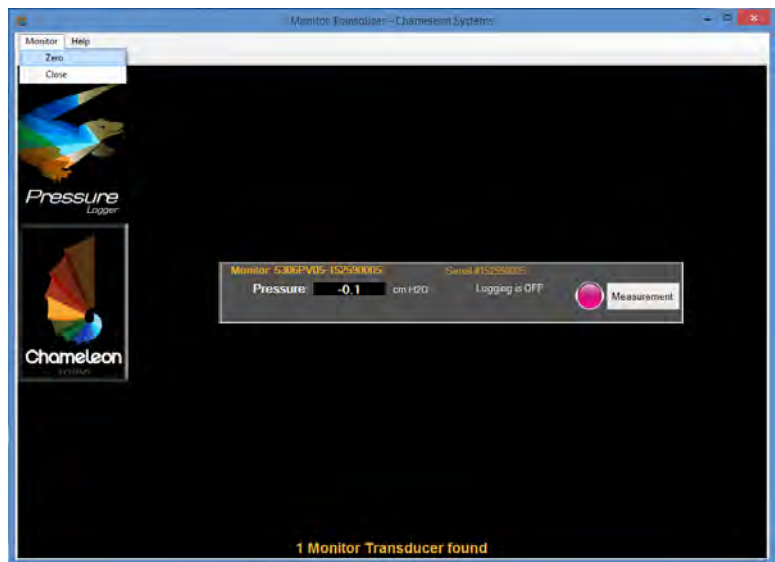 Monitor Transducer - Chameleon Systems
Monitor Help
Zero
Close
Pressure
Logger
Monitor 5306PV05-152590005 Serial #152590005
Pressure -0.1 cm H2O Logging is OFF Measurement
Chameleon
systems
1 Monitor Transducer found